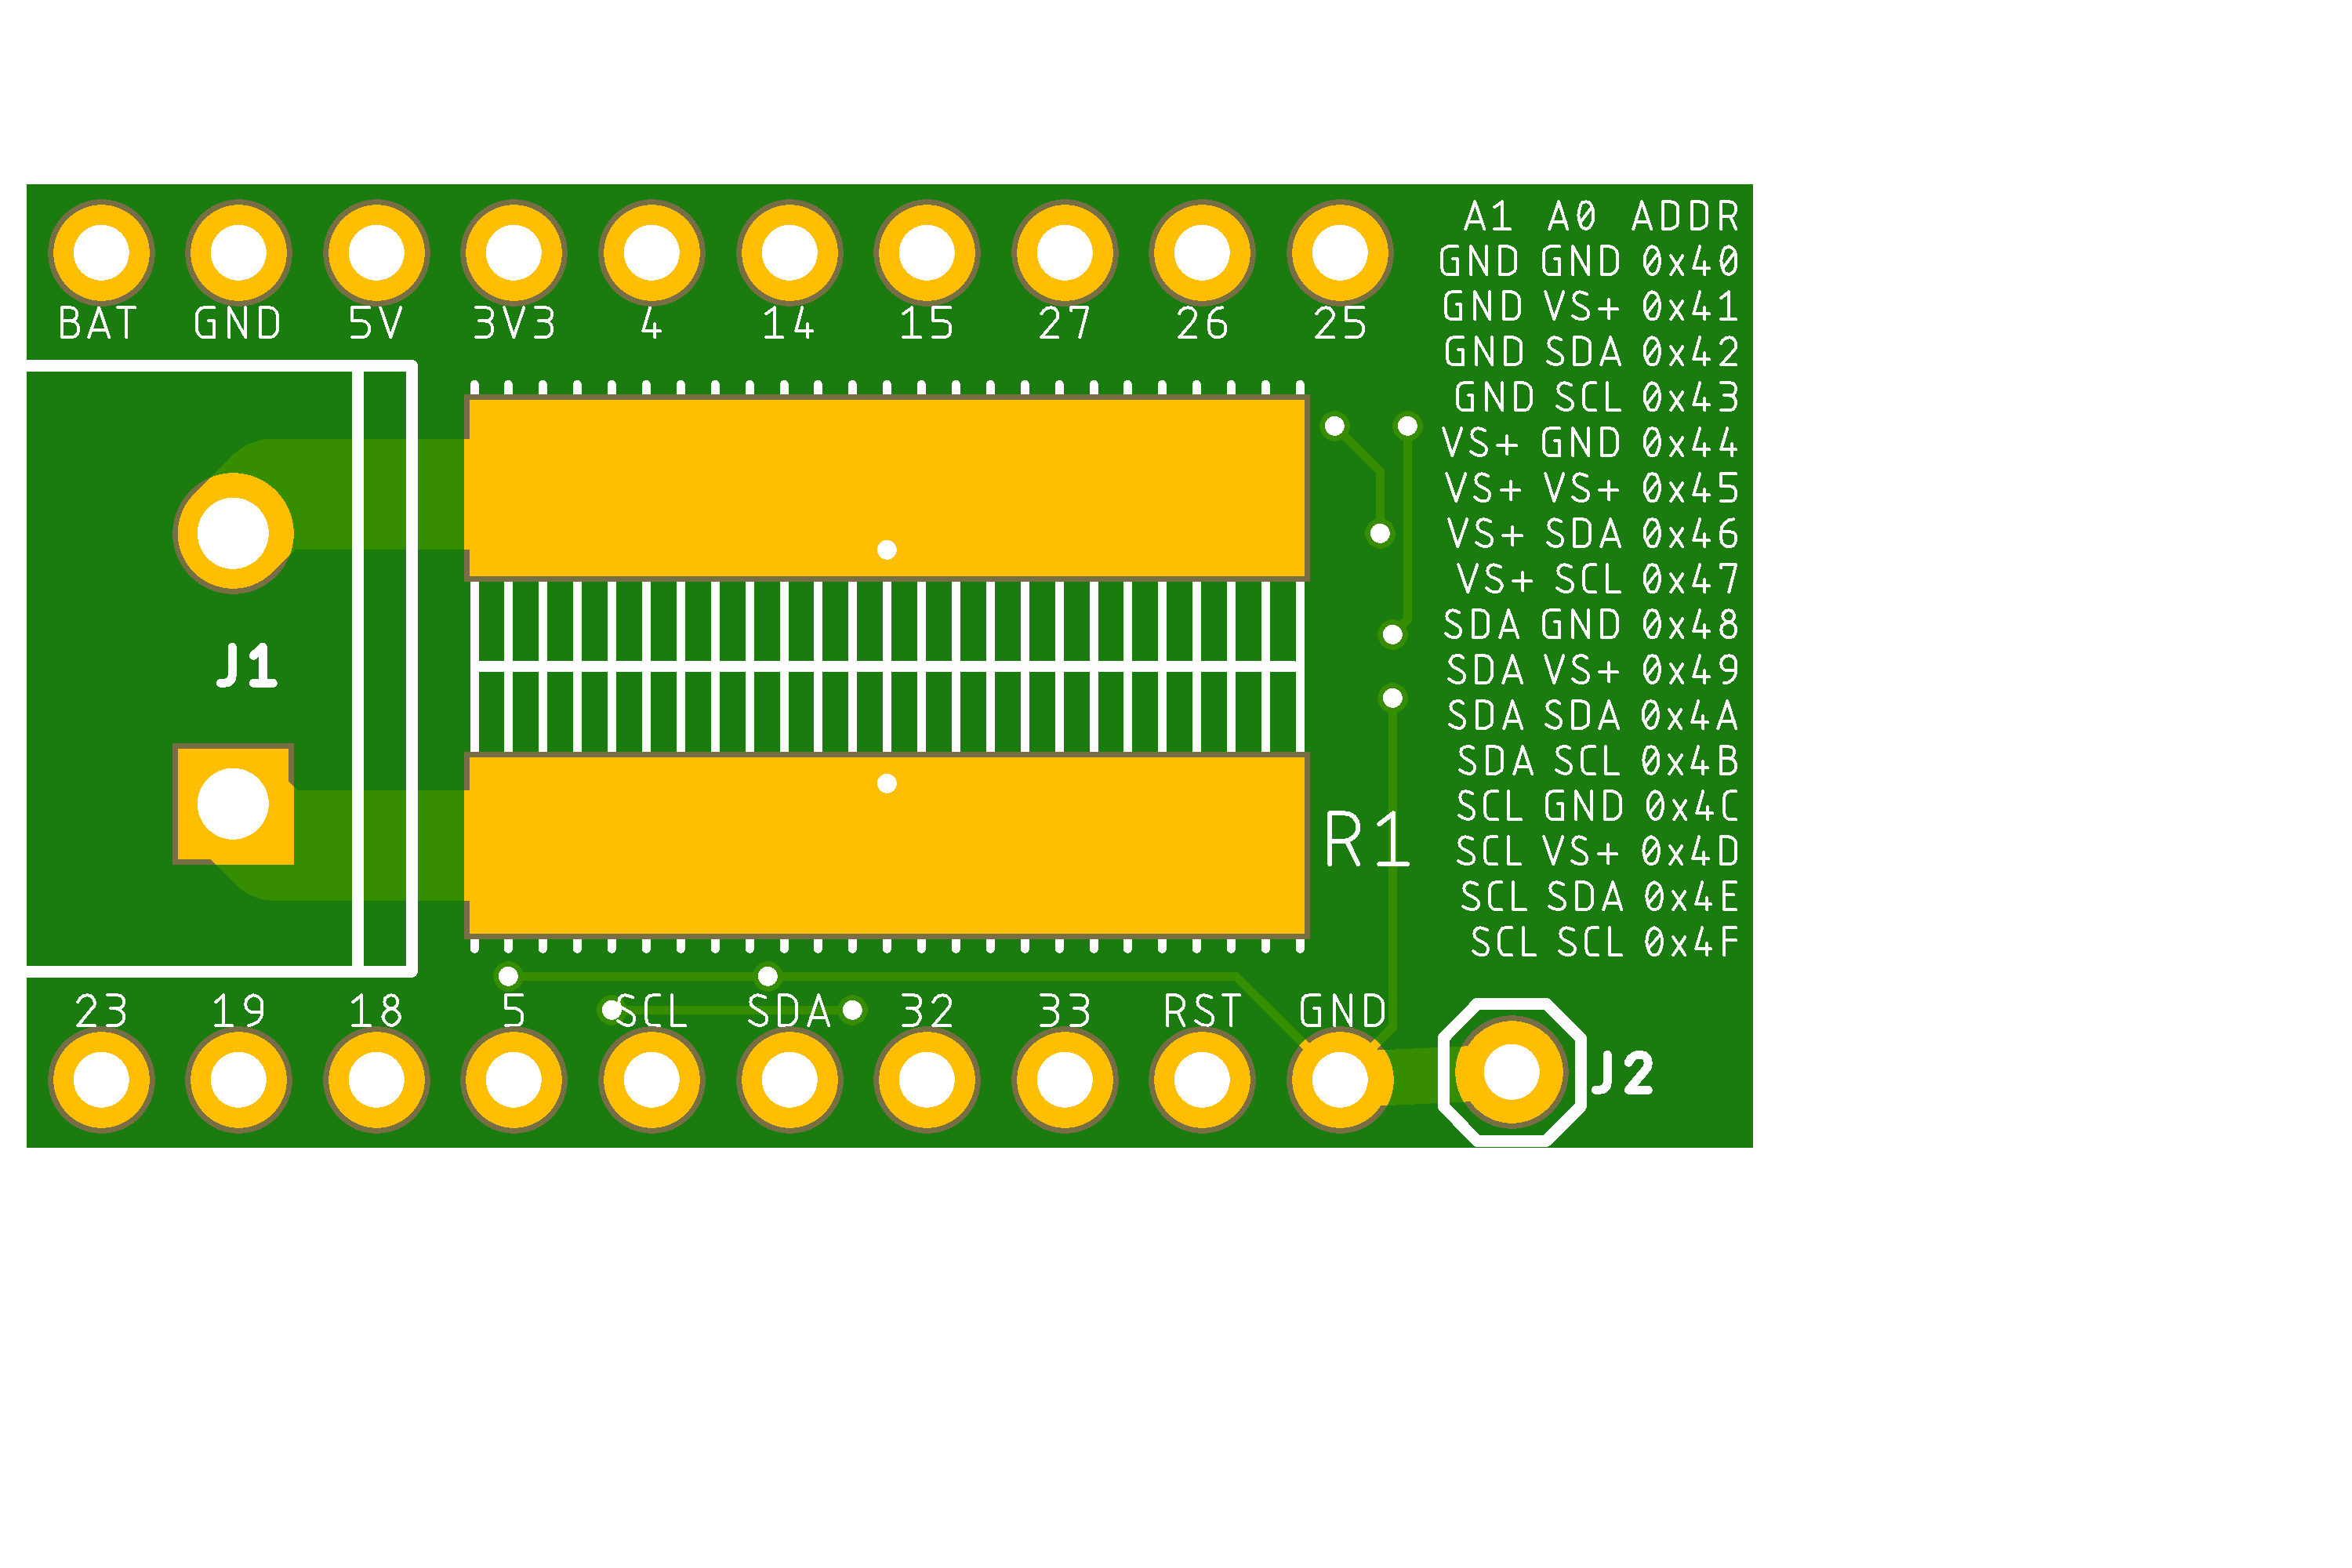 BAT GND 5V 3V3 4 14 15 27 26 25
A1 A0 ADDR
GND GND 0x40
GND VS+ 0x41
GND SDA 0x42
GND SCL 0x43
VS+ GND 0x44
VS+ VS+ 0x45
VS+ SDA 0x46
VS+ SCL 0x47
SDA GND 0x48
SDA VS+ 0x49
SDA SDA 0x4A
SDA SCL 0x4B
SCL GND 0x4C
SCL VS+ 0x4D
SCL SDA 0x4E
SCL SCL 0x4F
J1
R1
23 19 18 5 SCL SDA 32 33 RST GND
J2